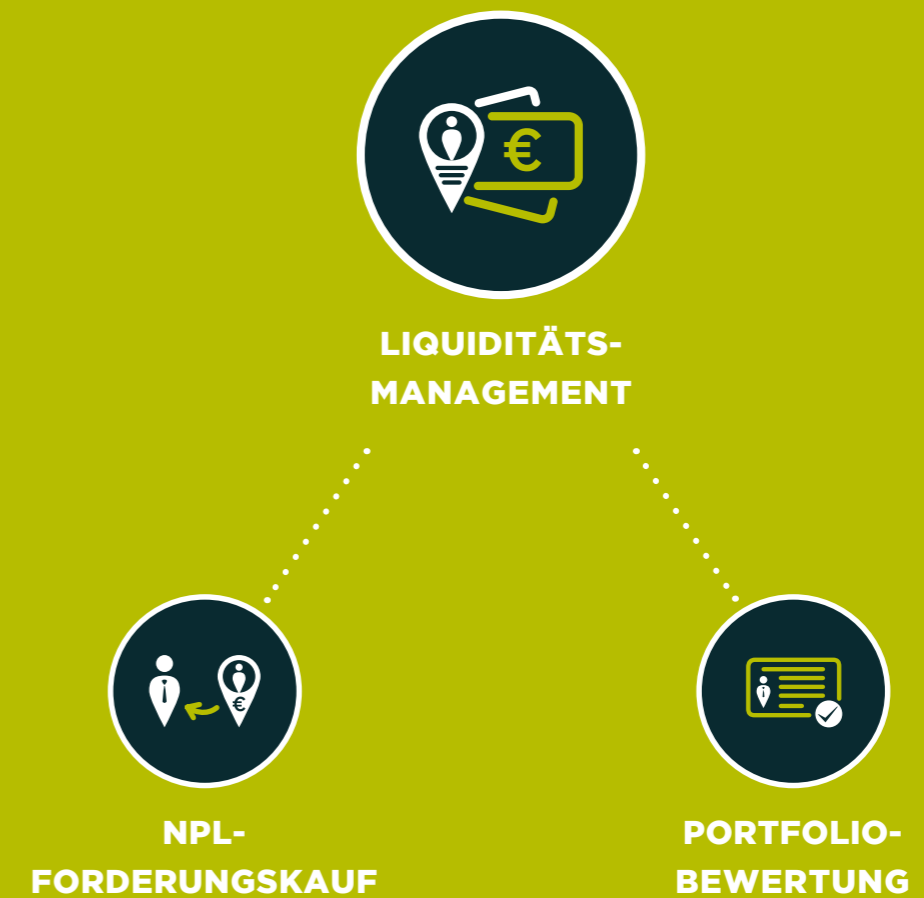 €
LIQUIDITÄTS-
MANAGEMENT
€
NPL-
FORDERUNGSKAUF
PORTFOLIO-
BEWERTUNG